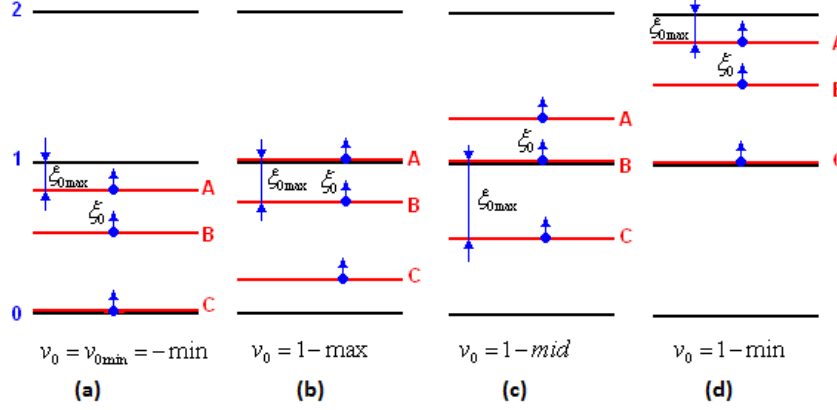 2
1
0
ξ0max
ξ0
A
B
C
v0 = v0min = −min
(a)
ξ0max
ξ0
A
B
C
v0 = 1−max
(b)
ξ0
ξ0max
A
B
C
v0 = 1−mid
(c)
ξ0max
ξ0
A
B
C
v0 = 1−min
(d)